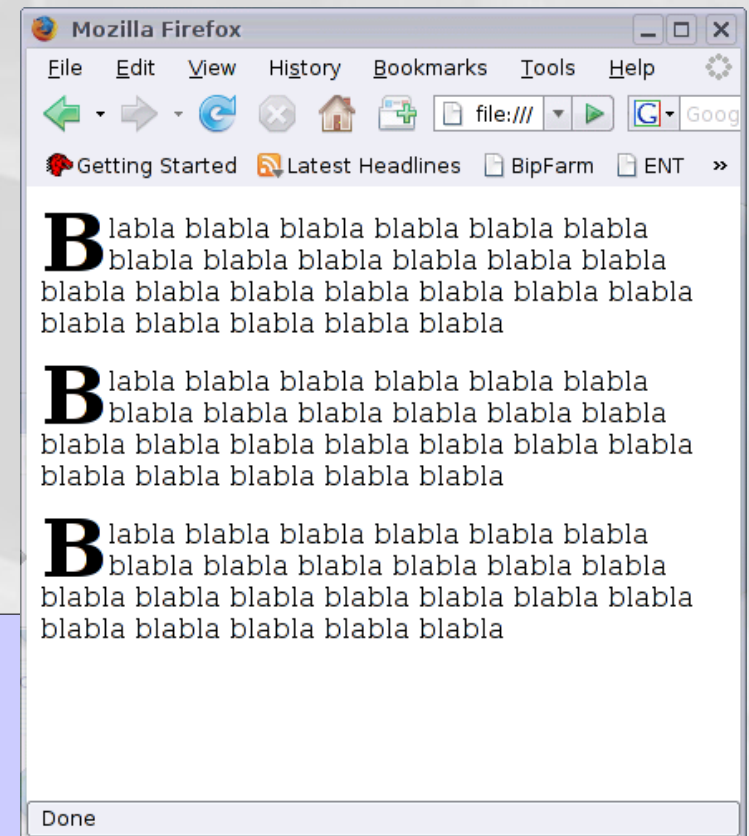 Mozilla Firefox
File Edit View History Bookmarks Tools Help
file:/// G Goog
Getting Started Latest Headlines BipFarm ENT »
Blabla blabla blabla blabla blabla blabla
blabla blabla blabla blabla blabla blabla
blabla blabla blabla blabla blabla blabla blabla
blabla blabla blabla blabla blabla
Blabla blabla blabla blabla blabla blabla
blabla blabla blabla blabla blabla blabla
blabla blabla blabla blabla blabla blabla blabla
blabla blabla blabla blabla blabla
Blabla blabla blabla blabla blabla blabla
blabla blabla blabla blabla blabla blabla
blabla blabla blabla blabla blabla blabla blabla
blabla blabla blabla blabla blabla
Done